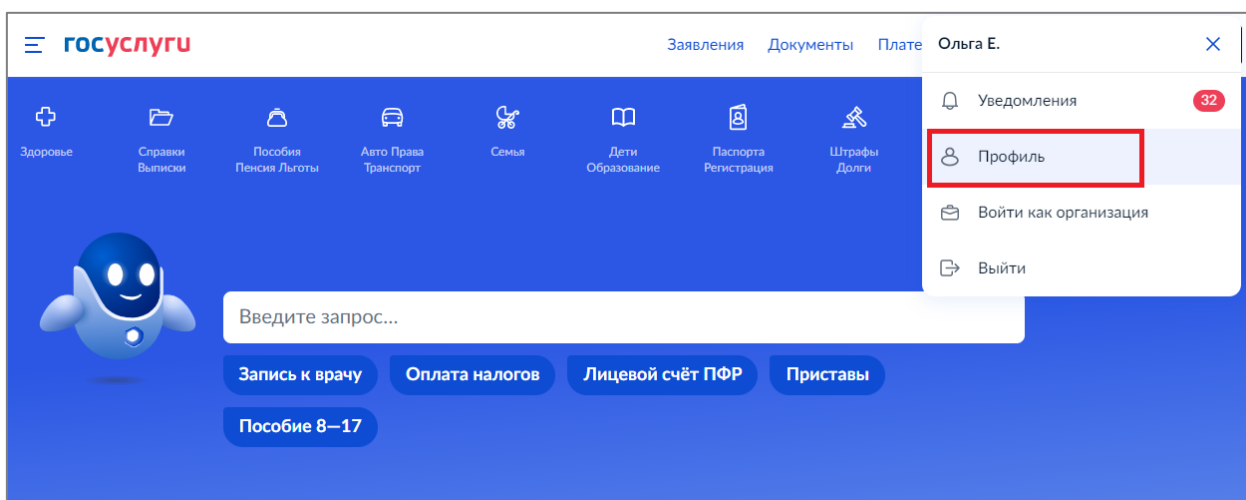 госуслуги
Заявления Документы
Ольга Е.
Уведомления 32
Профиль
Войти как организация
Выйти
Здоровье
Справки
Выписки
Пособия
Пенсия Льготы
Авто Права
Транспорт
Семья
Дети
Образование
Паспорта
Регистрация
Штрафы
Долги
Введите запрос...
Запись к врачу Оплата налогов Лицевой счёт ПФР Приставы
Пособие 8—17